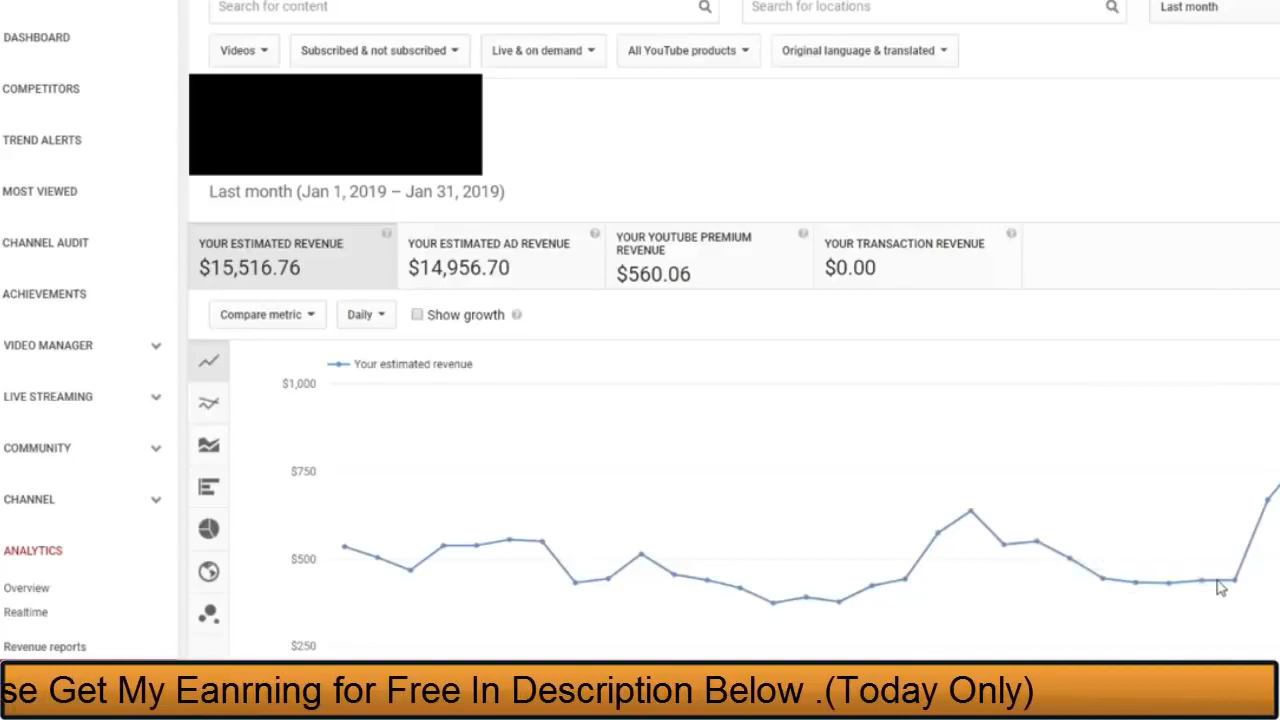 Search for content
Search for locations
Last month
DASHBOARD
Videos
Subscribed & not subscribed
Live & on demand
All YouTube products
Original language & translated
COMPETITORS
TREND ALERTS
MOST VIEWED
Last month (Jan 1, 2019 – Jan 31, 2019)
CHANNEL AUDIT
YOUR ESTIMATED REVENUE
$15,516.76
YOUR ESTIMATED AD REVENUE
$14,956.70
YOUR YOUTUBE PREMIUM
REVENUE
$560.06
YOUR TRANSACTION REVENUE
$0.00
ACHIEVEMENTS
Compare metric
Daily
Show growth
VIDEO MANAGER
Your estimated revenue
$1,000
LIVE STREAMING
COMMUNITY
$750
CHANNEL
ANALYTICS
$500
Overview
Realtime
Revenue reports
$250
se Get My Eanrning for Free In Description Below .(Today Only)